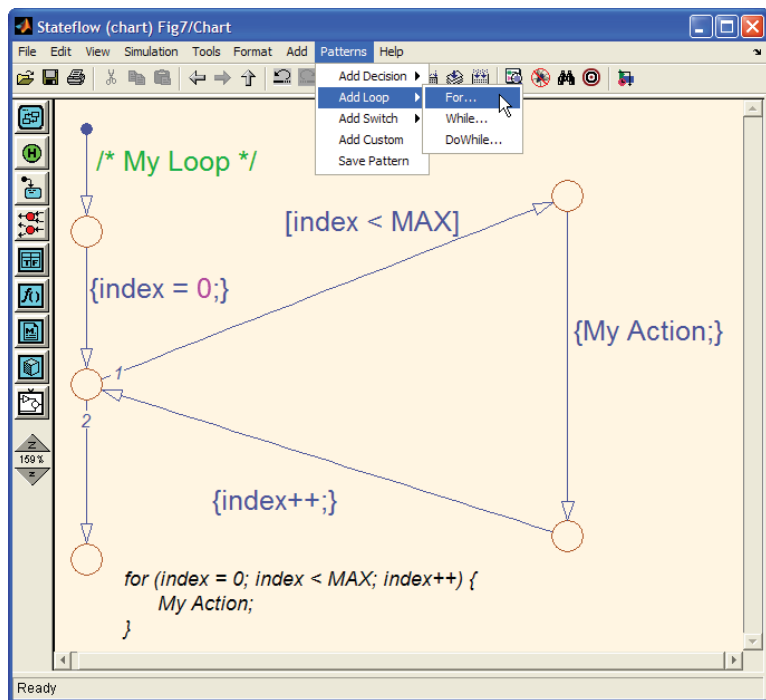 Stateflow (chart) Fig7/Chart
File Edit View Simulation Tools Format Add Patterns Help
Add Decision
Add Loop
Add Switch
Add Custom
Save Pattern
For...
While...
DoWhile...
/* My Loop */
[index < MAX]
{index = 0;}
{My Action;}
1
2
{index++;}
159%
for (index = 0; index < MAX; index++) {
My Action;
}
Ready